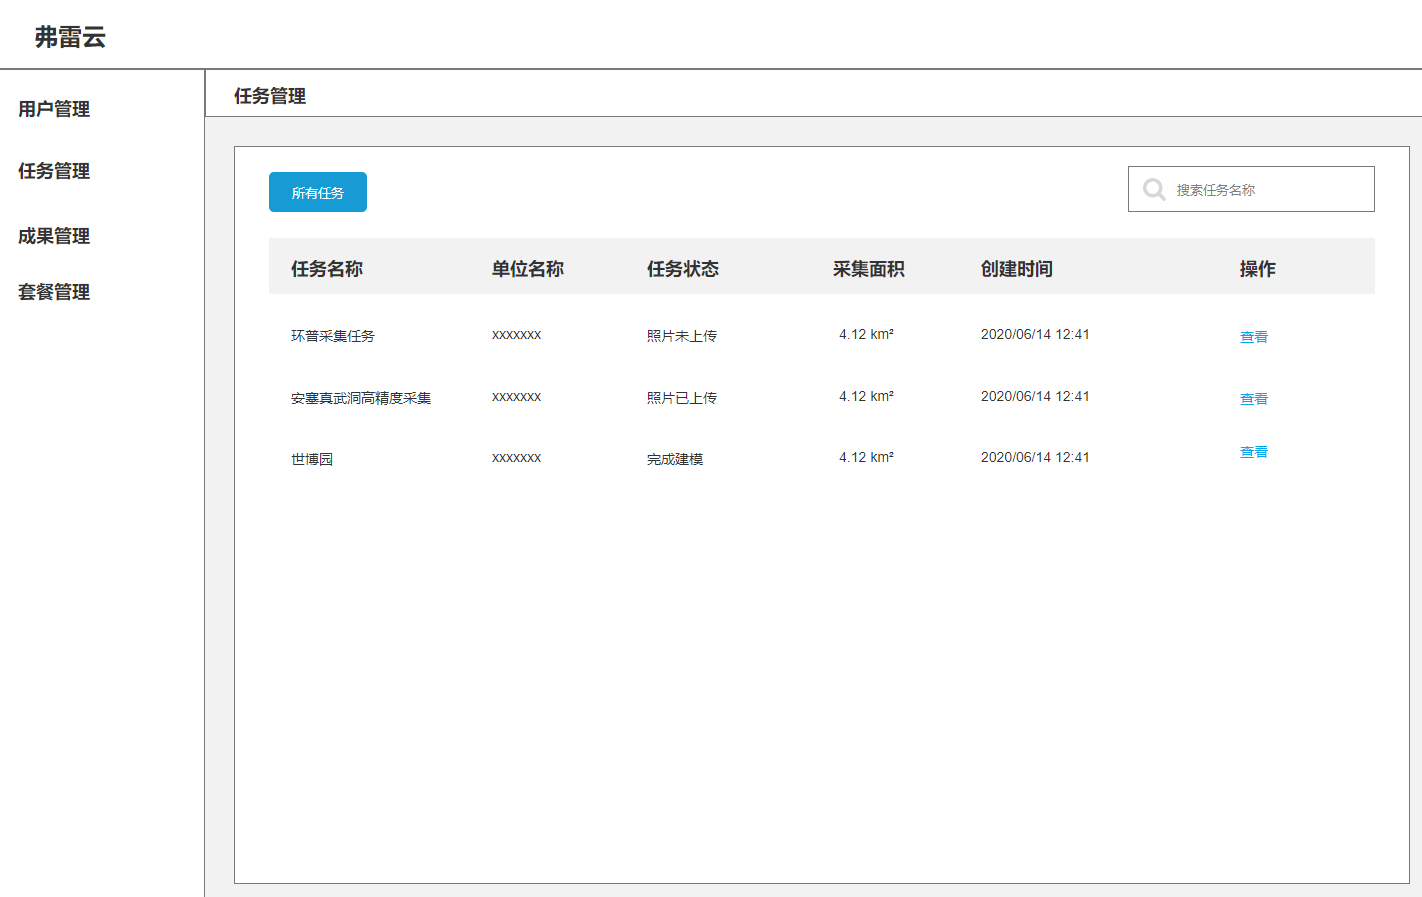 弗雷云
用户管理
任务管理
成果管理
套餐管理
任务管理
所有任务
搜索任务名称
任务名称 单位名称 任务状态 采集面积 创建时间 操作
环普采集任务 xxxxxxx 照片未上传 4.12 km² 2020/06/14 12:41 查看
安塞真武洞高精度采集 xxxxxxx 照片已上传 4.12 km² 2020/06/14 12:41 查看
世博园 xxxxxxx 完成建模 4.12 km² 2020/06/14 12:41 查看